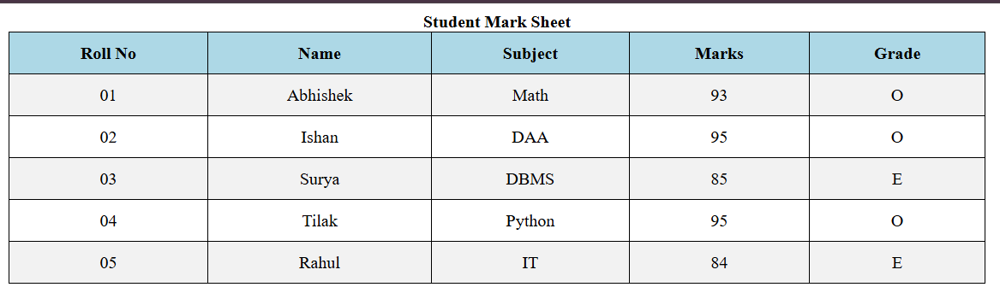 Student Mark Sheet
Roll No Name Subject Marks Grade
01 Abhishek Math 93 O
02 Ishan DAA 95 O
03 Surya DBMS 85 E
04 Tilak Python 95 O
05 Rahul IT 84 E